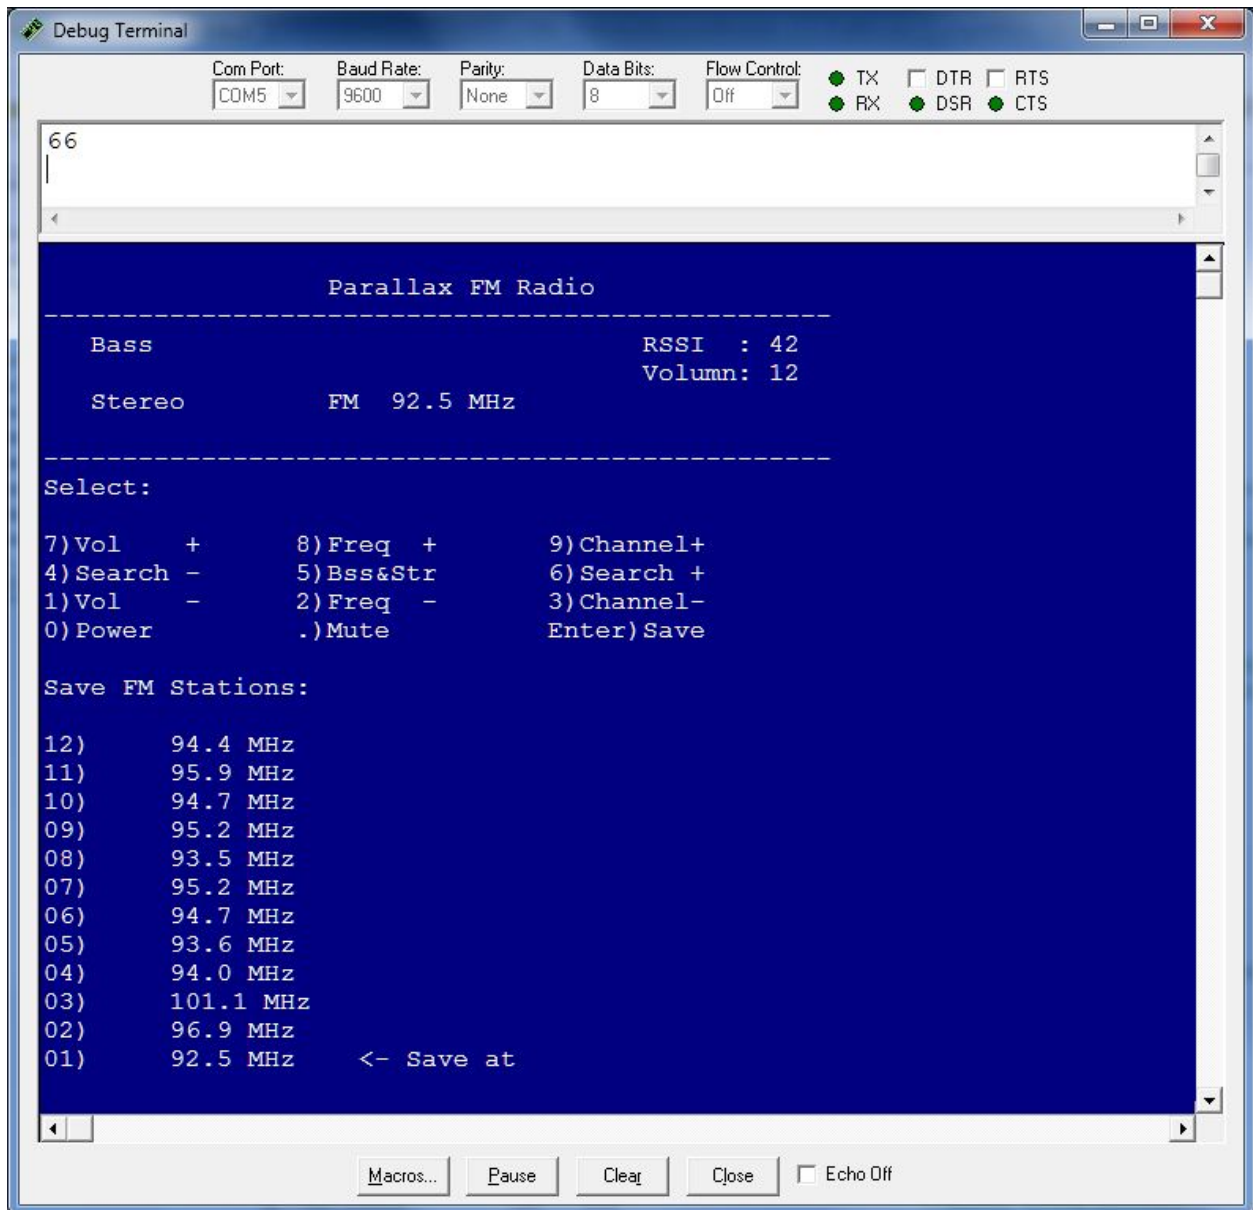 Debug Terminal
Com Port: Baud Rate: Parity: Data Bits: Flow Control:
COM5 9600 None 8 Off
TX DTR RTS
RX DSR CTS
66
Parallax FM Radio
--------------------------------------------------
Bass RSSI : 42
Volumn: 12
Stereo FM 92.5 MHz
--------------------------------------------------
Select:
7)Vol + 8)Freq + 9)Channel+
4)Search - 5)Bss&Str 6)Search +
1)Vol - 2)Freq - 3)Channel-
0)Power .)Mute Enter)Save
Save FM Stations:
12) 94.4 MHz
11) 95.9 MHz
10) 94.7 MHz
09) 95.2 MHz
08) 93.5 MHz
07) 95.2 MHz
06) 94.7 MHz
05) 93.6 MHz
04) 94.0 MHz
03) 101.1 MHz
02) 96.9 MHz
01) 92.5 MHz <- Save at
Macros... Pause Clear Close Echo Off